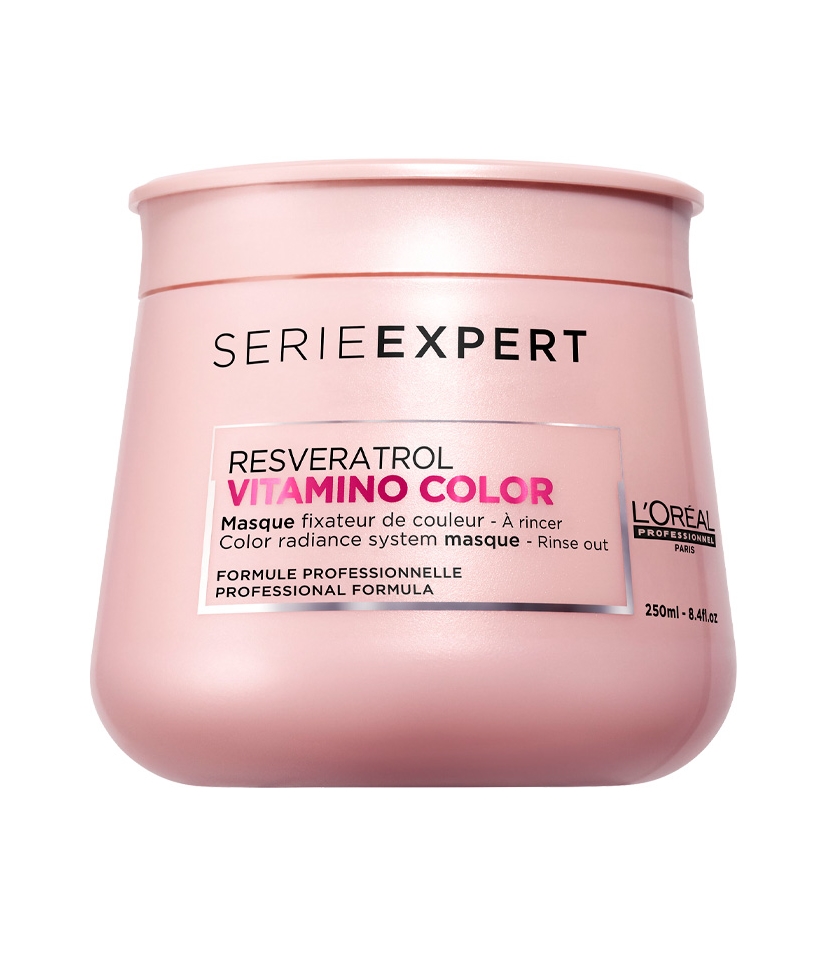 SERIEEXPERT
RESVERATROL
VITAMINO COLOR
Masque fixateur de couleur - À rincer
Color radiance system masque - Rinse out
FORMULE PROFESSIONNELLE
PROFESSIONAL FORMULA
L'ORÉAL
PROFESSIONNEL
PARIS
250ml - 8.4fl.oz